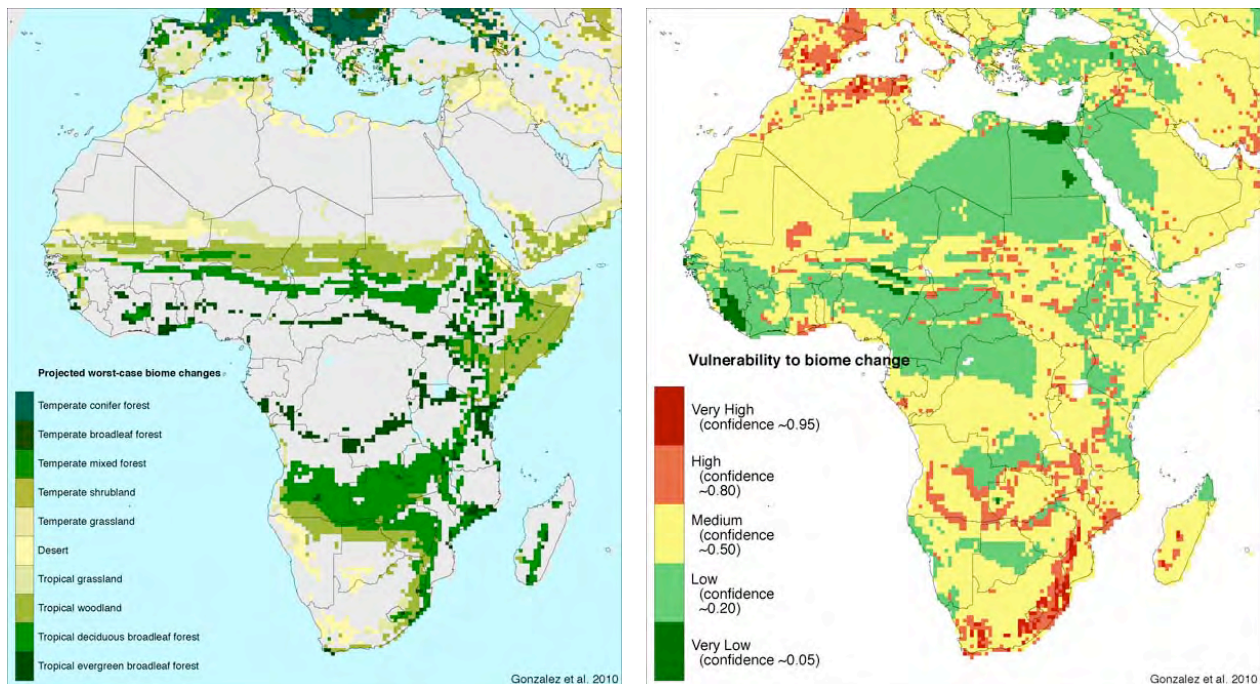 Projected worst-case biome changes
Temperate conifer forest
Temperate broadleaf forest
Temperate mixed forest
Temperate shrubland
Temperate grassland
Desert
Tropical grassland
Tropical woodland
Tropical deciduous broadleaf forest
Tropical evergreen broadleaf forest
Gonzalez et al. 2010
Vulnerability to biome change
Very High
(confidence ~0.95)
High
(confidence
~0.80)
Medium
(confidence
~0.50)
Low
(confidence
~0.20)
Very Low
(confidence ~0.05)
Gonzalez et al. 2010